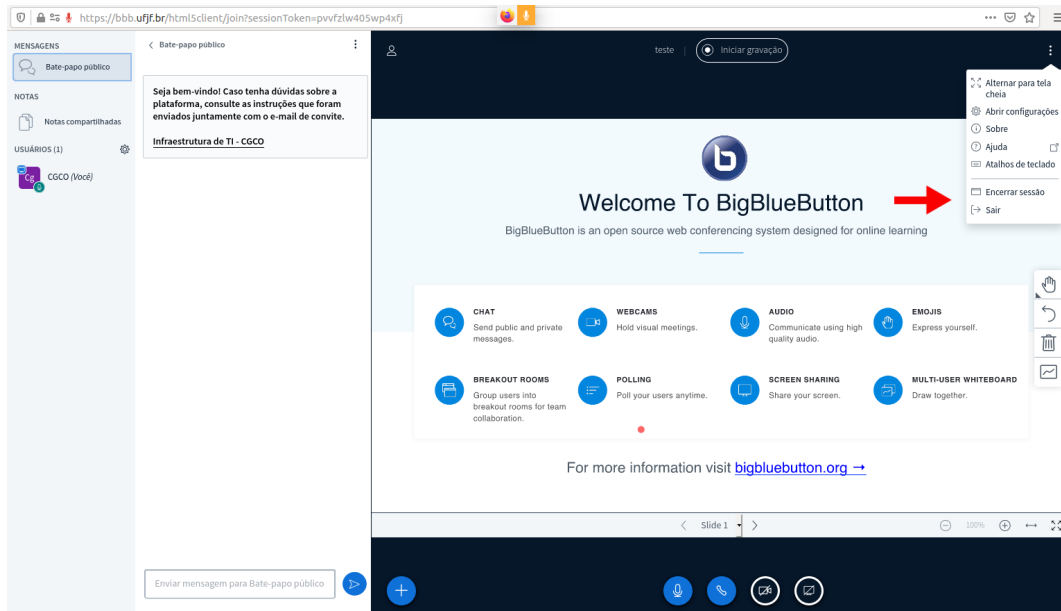 https://bbb.ufjf.br/html5client/join?sessionToken=pvvfzlw405wp4xfj
MENSAGENS
Bate-papo público
NOTAS
Notas compartilhadas
USUÁRIOS (1)
Cg
CGCO (Você)
Bate-papo público
Seja bem-vindo! Caso tenha dúvidas sobre a
plataforma, consulte as instruções que foram
enviados juntamente com o e-mail de convite.
Infraestrutura de TI - CGCO
Enviar mensagem para Bate-papo público
teste
Iniciar gravação
Alternar para tela
cheia
Abrir configurações
Sobre
Ajuda
Atalhos de teclado
Encerrar sessão
Sair
b
Welcome To BigBlueButton
BigBlueButton is an open source web conferencing system designed for online learning
CHAT
Send public and private
messages.
WEBCAMS
Hold visual meetings.
AUDIO
Communicate using high
quality audio.
EMOJIS
Express yourself.
BREAKOUT ROOMS
Group users into
breakout rooms for team
collaboration.
POLLING
Poll your users anytime.
SCREEN SHARING
Share your screen.
MULTI-USER WHITEBOARD
Draw together.
For more information visit bigbluebutton.org →
Slide 1
100%